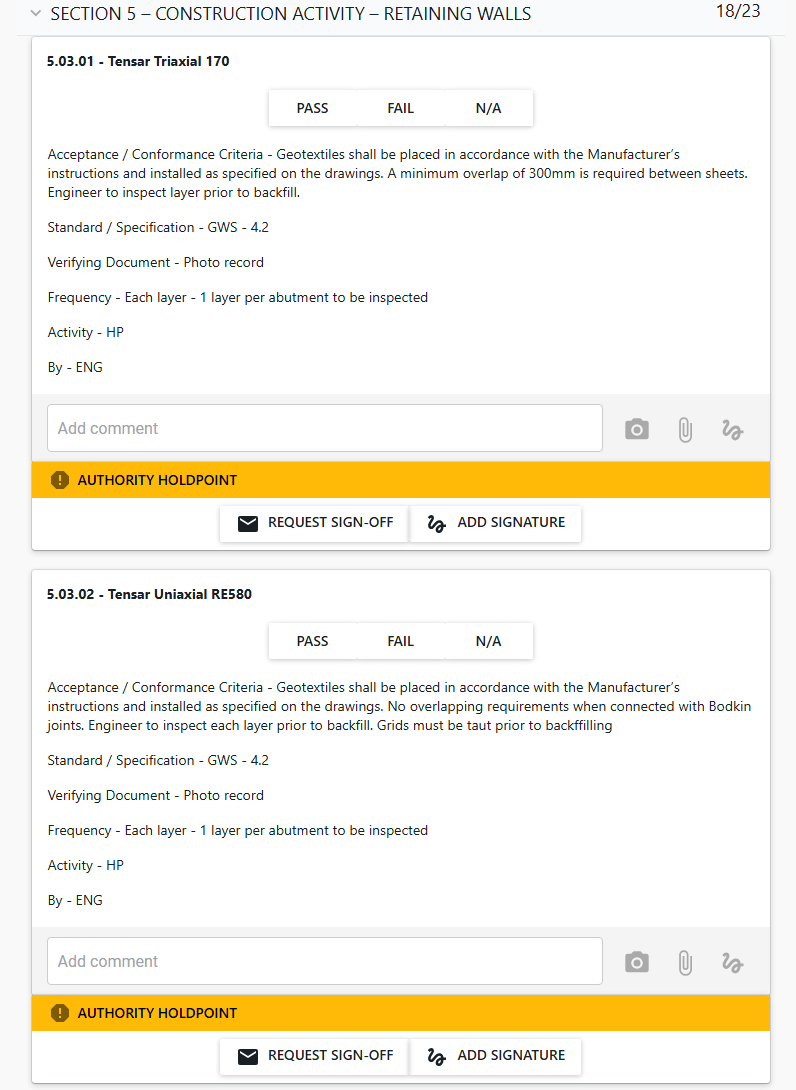 SECTION 5 – CONSTRUCTION ACTIVITY – RETAINING WALLS 18/23
5.03.01 - Tensar Triaxial 170
PASS FAIL N/A
Acceptance / Conformance Criteria - Geotextiles shall be placed in accordance with the Manufacturer’s
instructions and installed as specified on the drawings. A minimum overlap of 300mm is required between sheets.
Engineer to inspect layer prior to backfill.
Standard / Specification - GWS - 4.2
Verifying Document - Photo record
Frequency - Each layer - 1 layer per abutment to be inspected
Activity - HP
By - ENG
Add comment
AUTHORITY HOLDPOINT
REQUEST SIGN-OFF ADD SIGNATURE
5.03.02 - Tensar Uniaxial RE580
PASS FAIL N/A
Acceptance / Conformance Criteria - Geotextiles shall be placed in accordance with the Manufacturer’s
instructions and installed as specified on the drawings. No overlapping requirements when connected with Bodkin
joints. Engineer to inspect each layer prior to backfill. Grids must be taut prior to backffilling
Standard / Specification - GWS - 4.2
Verifying Document - Photo record
Frequency - Each layer - 1 layer per abutment to be inspected
Activity - HP
By - ENG
Add comment
AUTHORITY HOLDPOINT
REQUEST SIGN-OFF ADD SIGNATURE